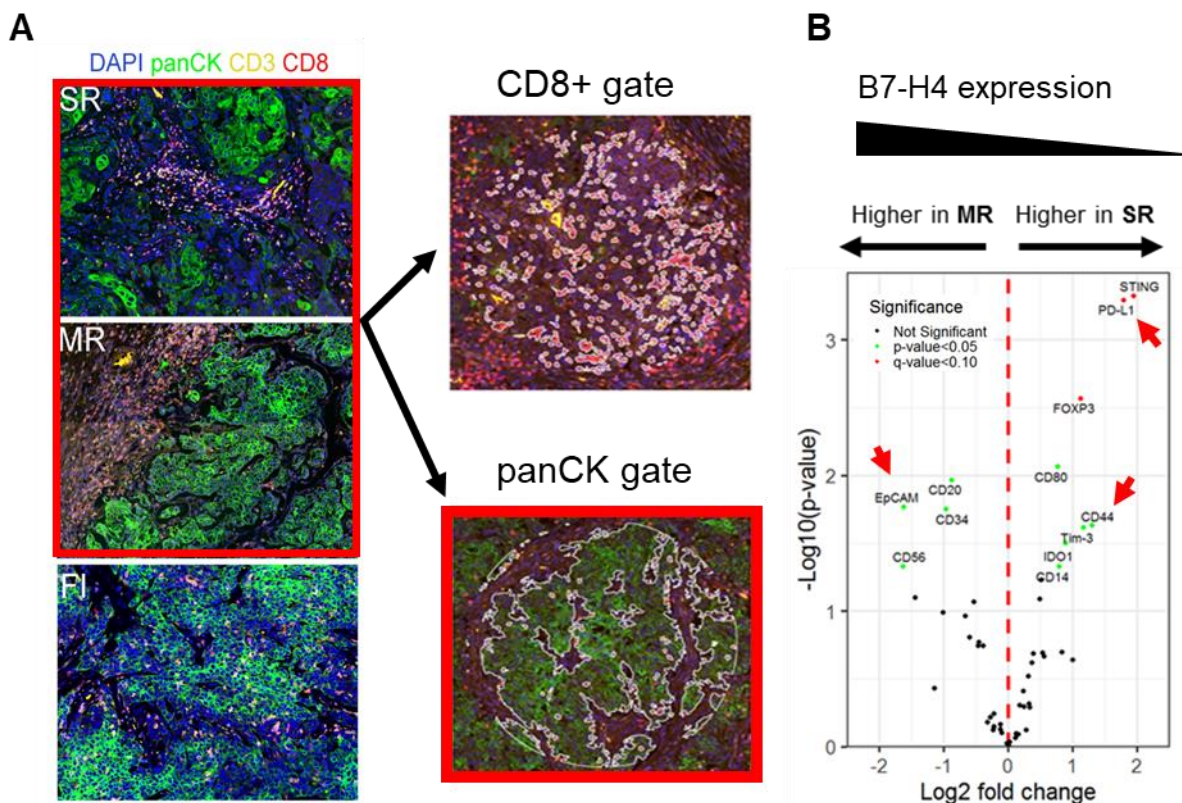 A
DAPI panCK CD3 CD8
SR
MR
FI
CD8+ gate
panCK gate
B
B7-H4 expression
Higher in MR
Higher in SR
Significance
Not Significant
p-value<0.05
q-value<0.10
STING
PD-L1
FOXP3
CD80
EpCAM
CD20
CD34
CD44
Tim-3
CD56
IDO1
CD14
-Log10(p-value)
3
2
1
0
-2
-1
0
1
2
Log2 fold change